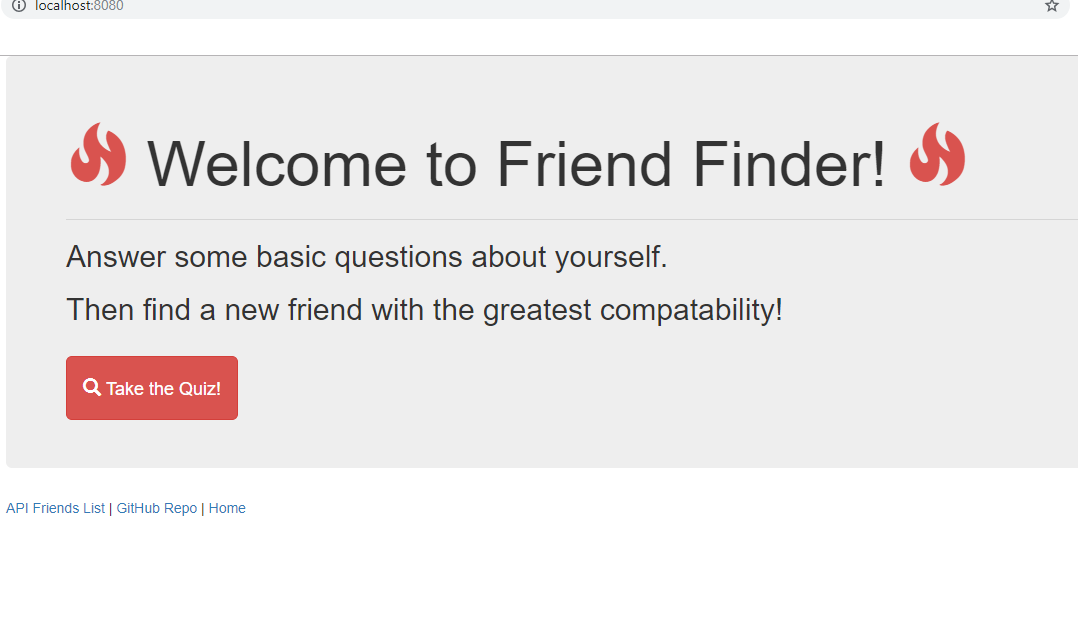 localhost:8080
Welcome to Friend Finder!
Answer some basic questions about yourself.
Then find a new friend with the greatest compatability!
Take the Quiz!
API Friends List | GitHub Repo | Home